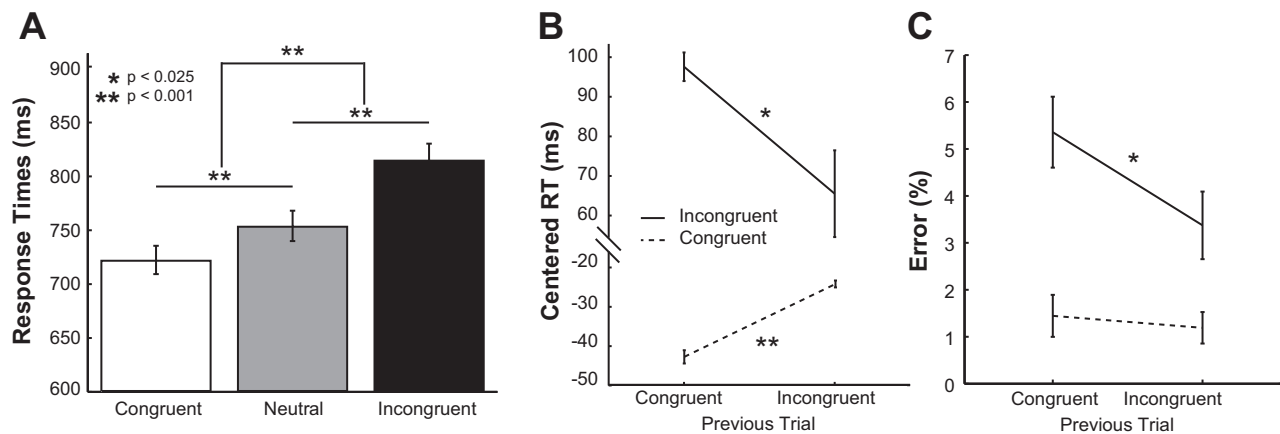 A
Response Times (ms)
900
850
800
750
700
650
600
* p < 0.025
** p < 0.001
**
**
**
Congruent Neutral Incongruent
B
Centered RT (ms)
100
90
80
70
60
-20
-30
-40
-50
*
Incongruent
Congruent
**
Congruent Incongruent
Previous Trial
C
Error (%)
7
6
5
4
3
2
1
0
*
Congruent Incongruent
Previous Trial